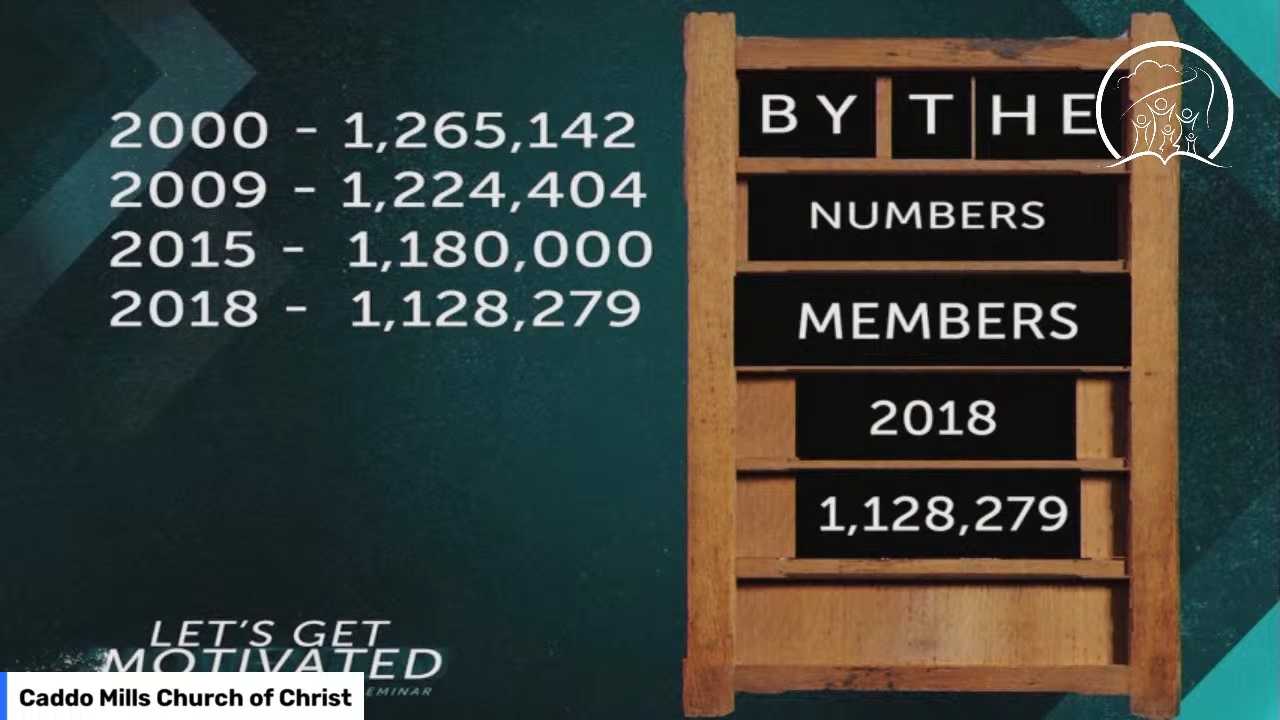 2000 - 1,265,142
2009 - 1,224,404
2015 - 1,180,000
2018 - 1,128,279
BY THE
NUMBERS
MEMBERS
2018
1,128,279
LET'S GET
MOTIVATED
Caddo Mills Church of Christ